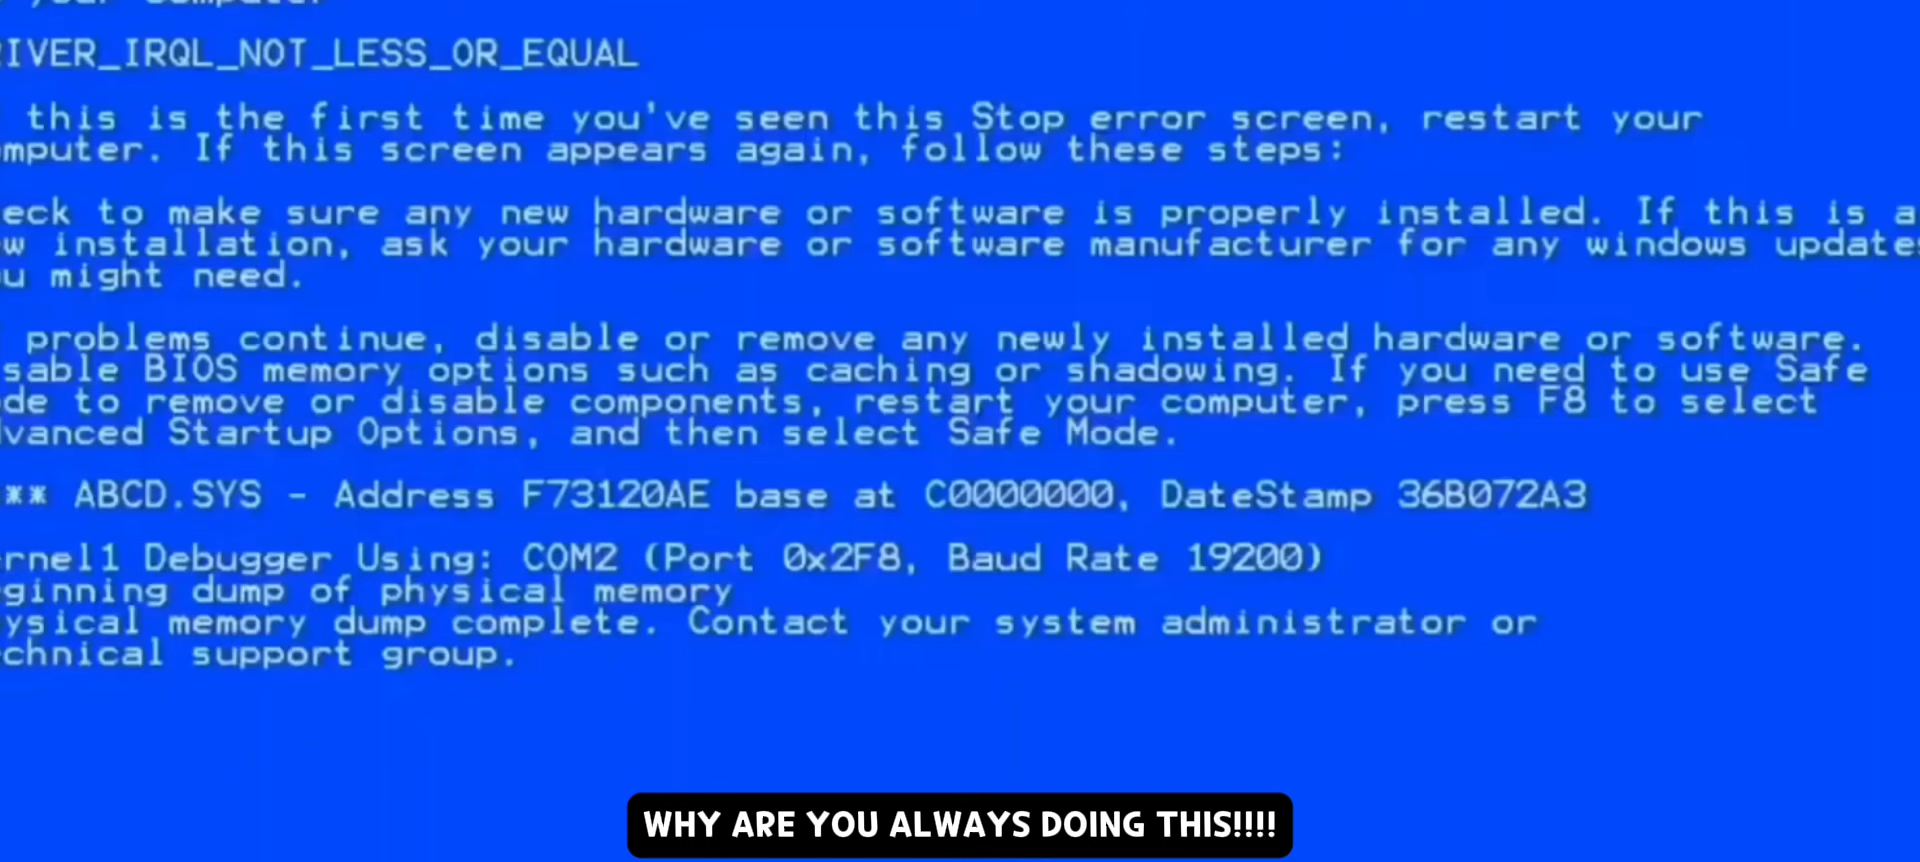 your computer
IVER_IRQL_NOT_LESS_OR_EQUAL
this is the first time you've seen this Stop error screen, restart your
mputer. If this screen appears again, follow these steps:
eck to make sure any new hardware or software is properly installed. If this is a
w installation, ask your hardware or software manufacturer for any windows update
u might need.
problems continue, disable or remove any newly installed hardware or software.
sable BIOS memory options such as caching or shadowing. If you need to use Safe
de to remove or disable components, restart your computer, press F8 to select
vanced Startup Options, and then select Safe Mode.
** ABCD.SYS - Address F73120AE base at C0000000, DateStamp 36B072A3
rnel1 Debugger Using: COM2 (Port 0x2F8, Baud Rate 19200)
ginning dump of physical memory
ysical memory dump complete. Contact your system administrator or
chnical support group.
WHY ARE YOU ALWAYS DOING THIS!!!!